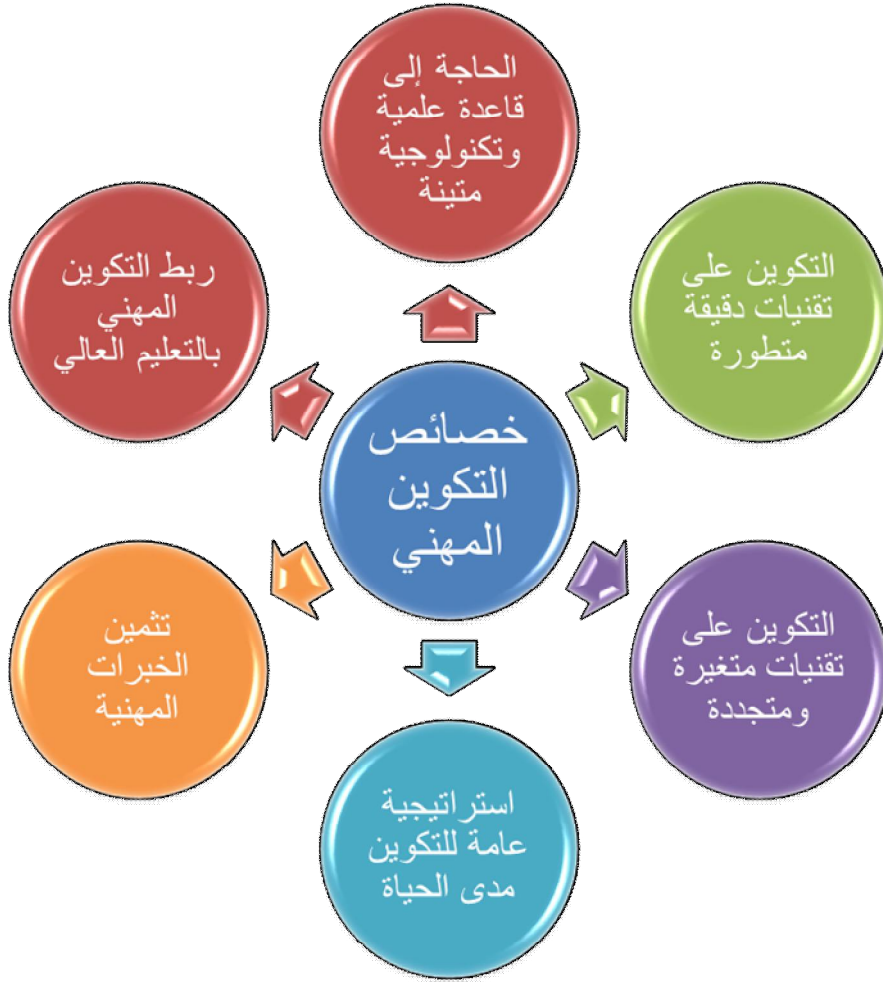 الحاجة إلى
قاعدة علمية
وتكنولوجية
متينة
التكوين على
تقنيات دقيقة
متطورة
ربط التكوين
المهني
بالتعليم العالي
خصائص
التكوين
المهني
التكوين على
تقنيات متغيرة
ومتجددة
تثمين
الخبرات
المهنية
استراتيجية
عامة للتكوين
مدى الحياة